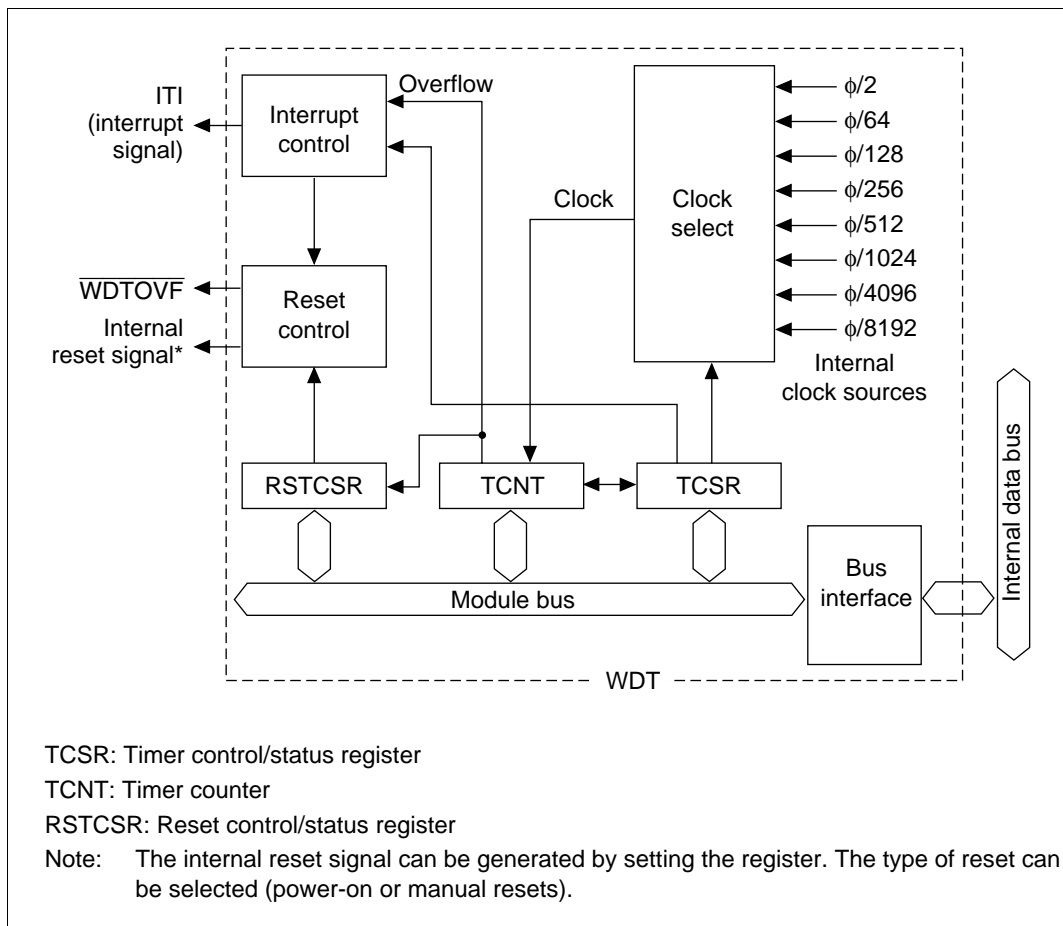 Overflow
ITI
(interrupt
signal)
Interrupt
control
Clock
Clock
select
ϕ/2
ϕ/64
ϕ/128
ϕ/256
ϕ/512
ϕ/1024
ϕ/4096
ϕ/8192
Internal
clock sources
WDTOVF
Internal
reset signal*
Reset
control
RSTCSR
TCNT
TCSR
Module bus
Bus
interface
Internal data bus
WDT
TCSR: Timer control/status register
TCNT: Timer counter
RSTCSR: Reset control/status register
Note: The internal reset signal can be generated by setting the register. The type of reset can
be selected (power-on or manual resets).